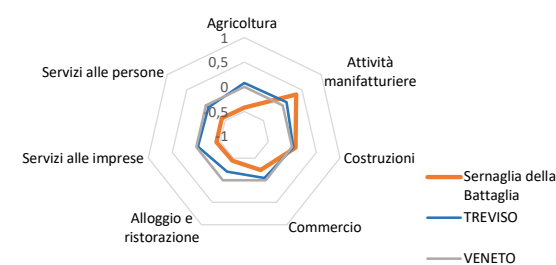 Agricoltura
1
0,5
0
0,5
-1
Attività
manifatturiere
Costruzioni
Commercio
Alloggio e
ristorazione
Servizi alle imprese
Servizi alle persone
Sernaglia della
Battaglia
TREVISO
VENETO